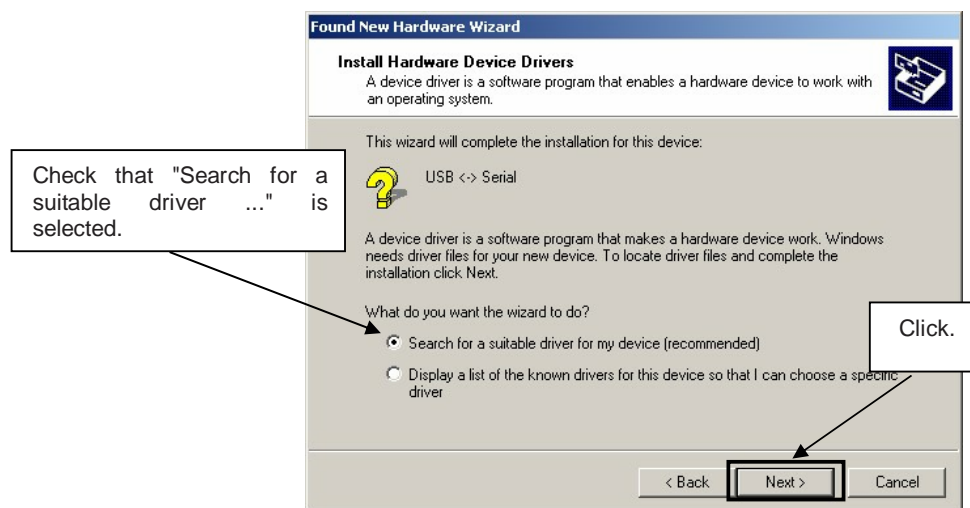 Found New Hardware Wizard
Install Hardware Device Drivers
A device driver is a software program that enables a hardware device to work with
an operating system.
This wizard will complete the installation for this device:
USB <-> Serial
Check that "Search for a
suitable driver ..." is
selected.
A device driver is a software program that makes a hardware device work. Windows
needs driver files for your new device. To locate driver files and complete the
installation click Next.
What do you want the wizard to do?
Click.
Search for a suitable driver for my device (recommended)
Display a list of the known drivers for this device so that I can choose a specific
driver
< Back
Next >
Cancel